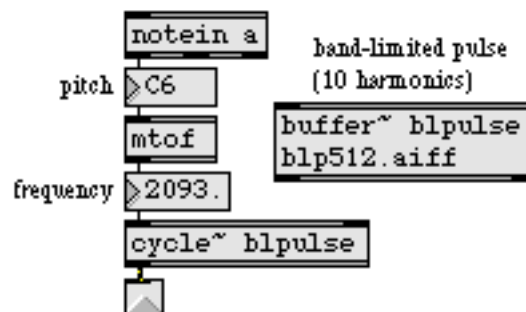 notein a
band-limited pulse
(10 harmonics)
pitch C6
buffer~ blpulse
blp512.aiff
mtof
frequency 2093.
cycle~ blpulse